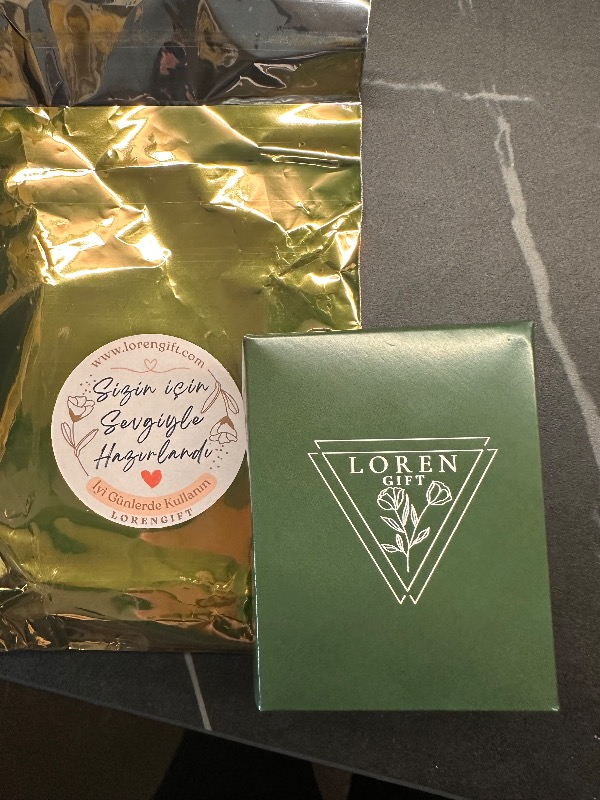 www.lorengift.com
Sizin için
Sevgiyle
Hazırlandı
İyi Günlerde Kullanın
LORENGIFT
LOREN
GIFT